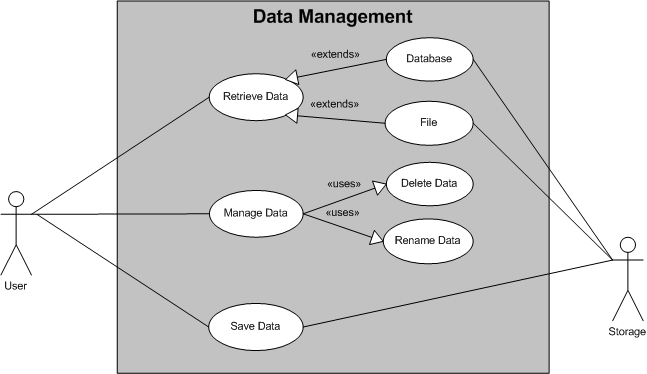 Data Management
«extends»
Database
Retrieve Data
«extends»
File
«uses»
Delete Data
Manage Data
«uses»
Rename Data
User
Save Data
Storage